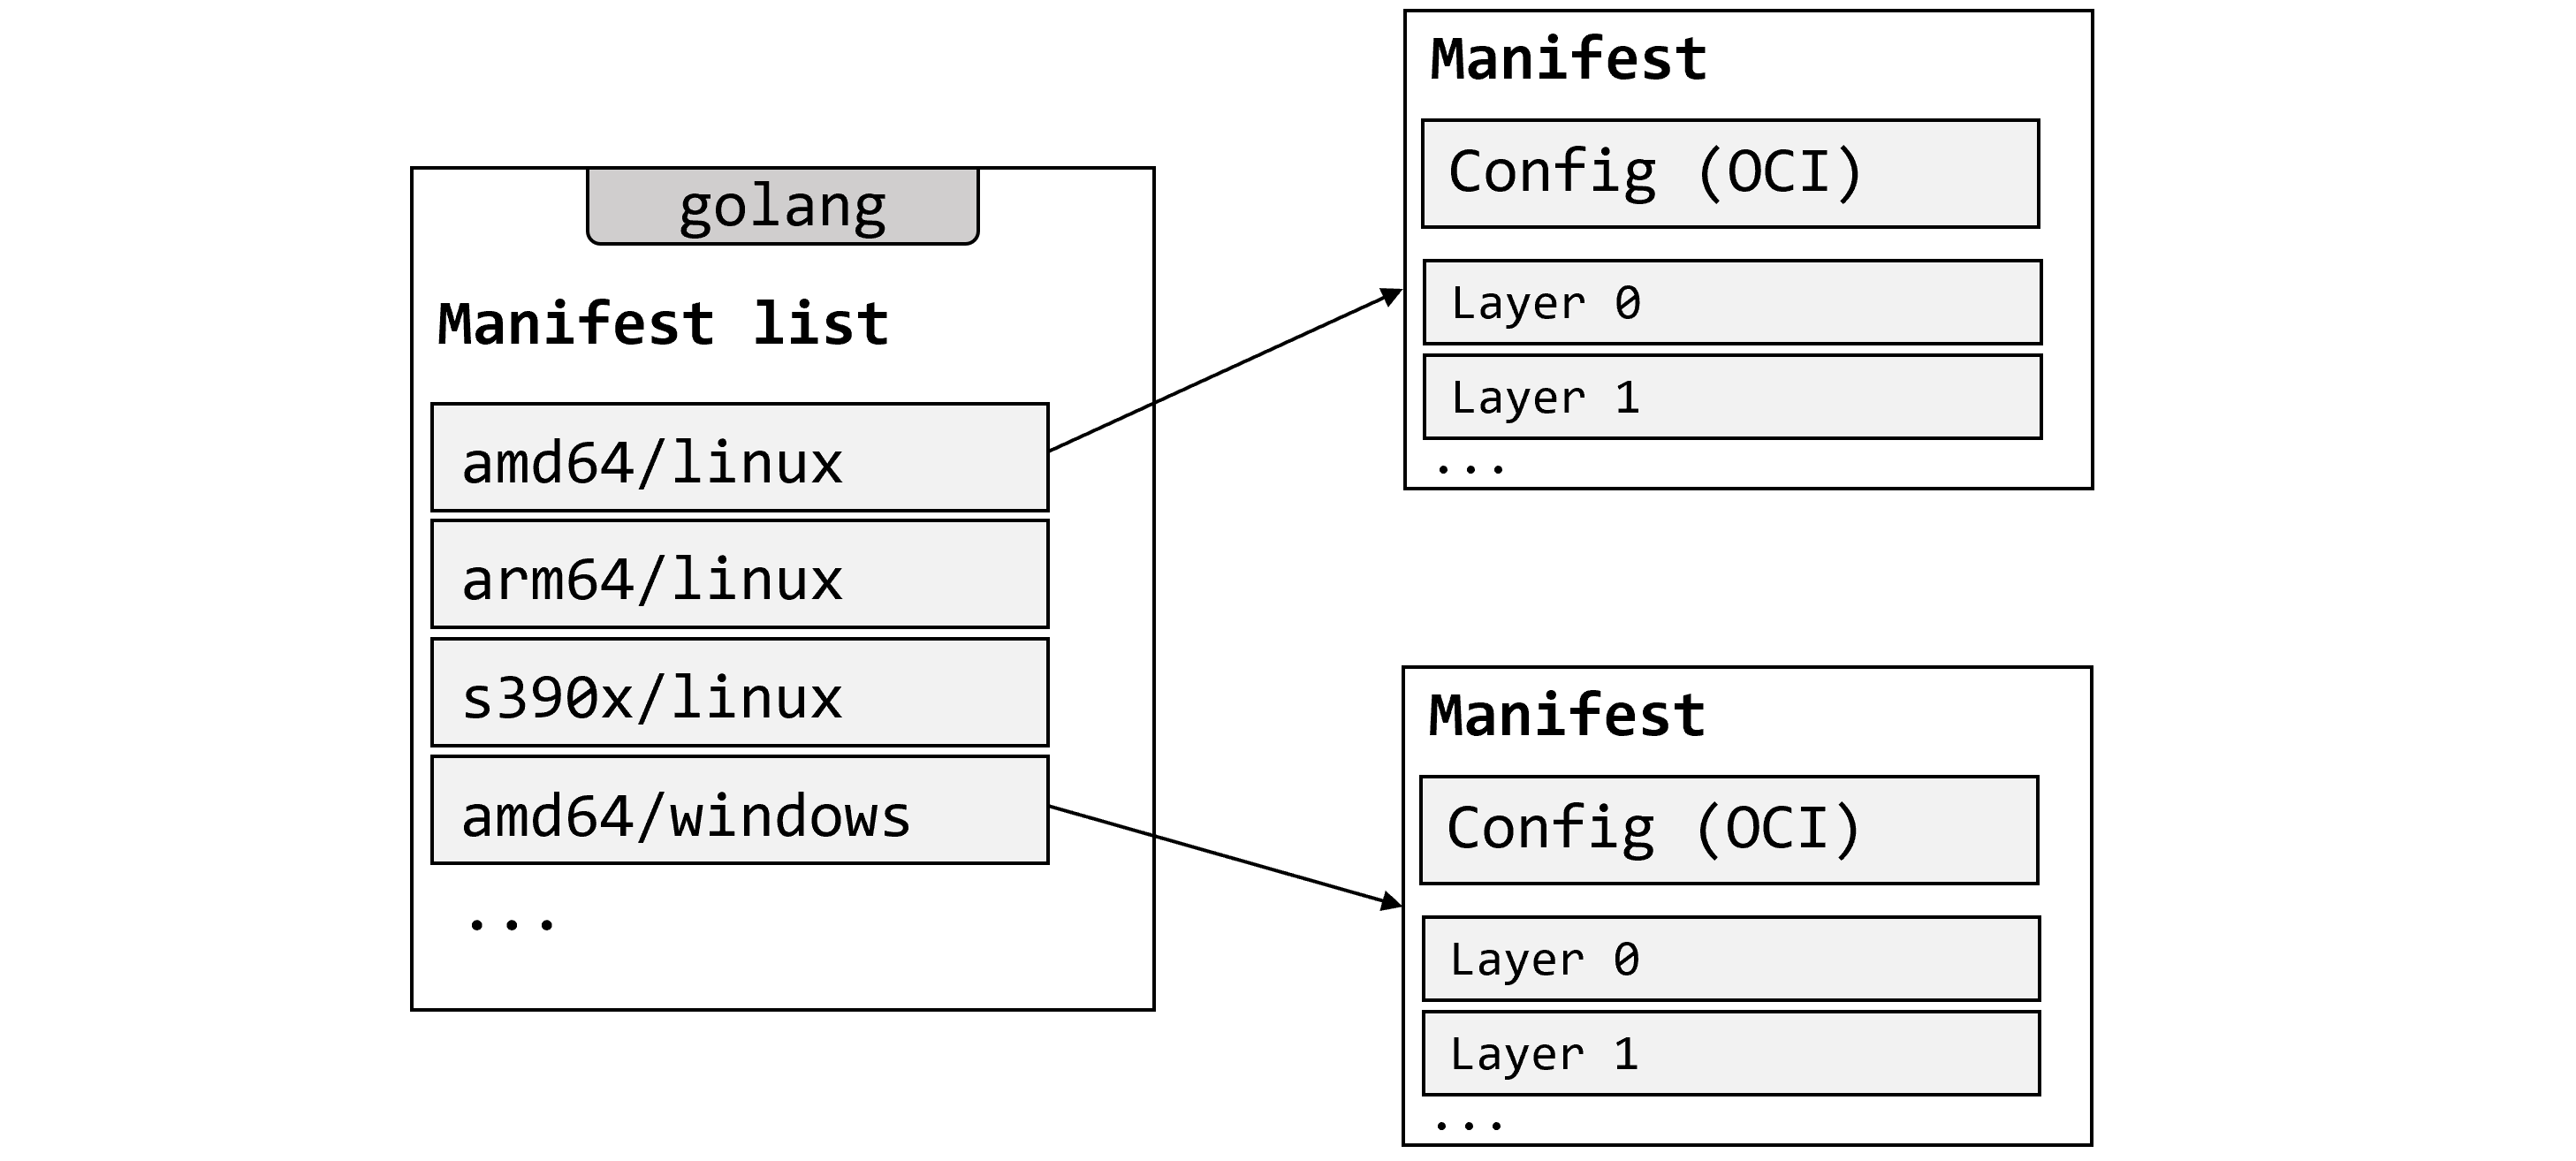 golang
Manifest list
amd64/linux
arm64/linux
s390x/linux
amd64/windows
...
Manifest
Config (OCI)
Layer 0
Layer 1
...
Manifest
Config (OCI)
Layer 0
Layer 1
...